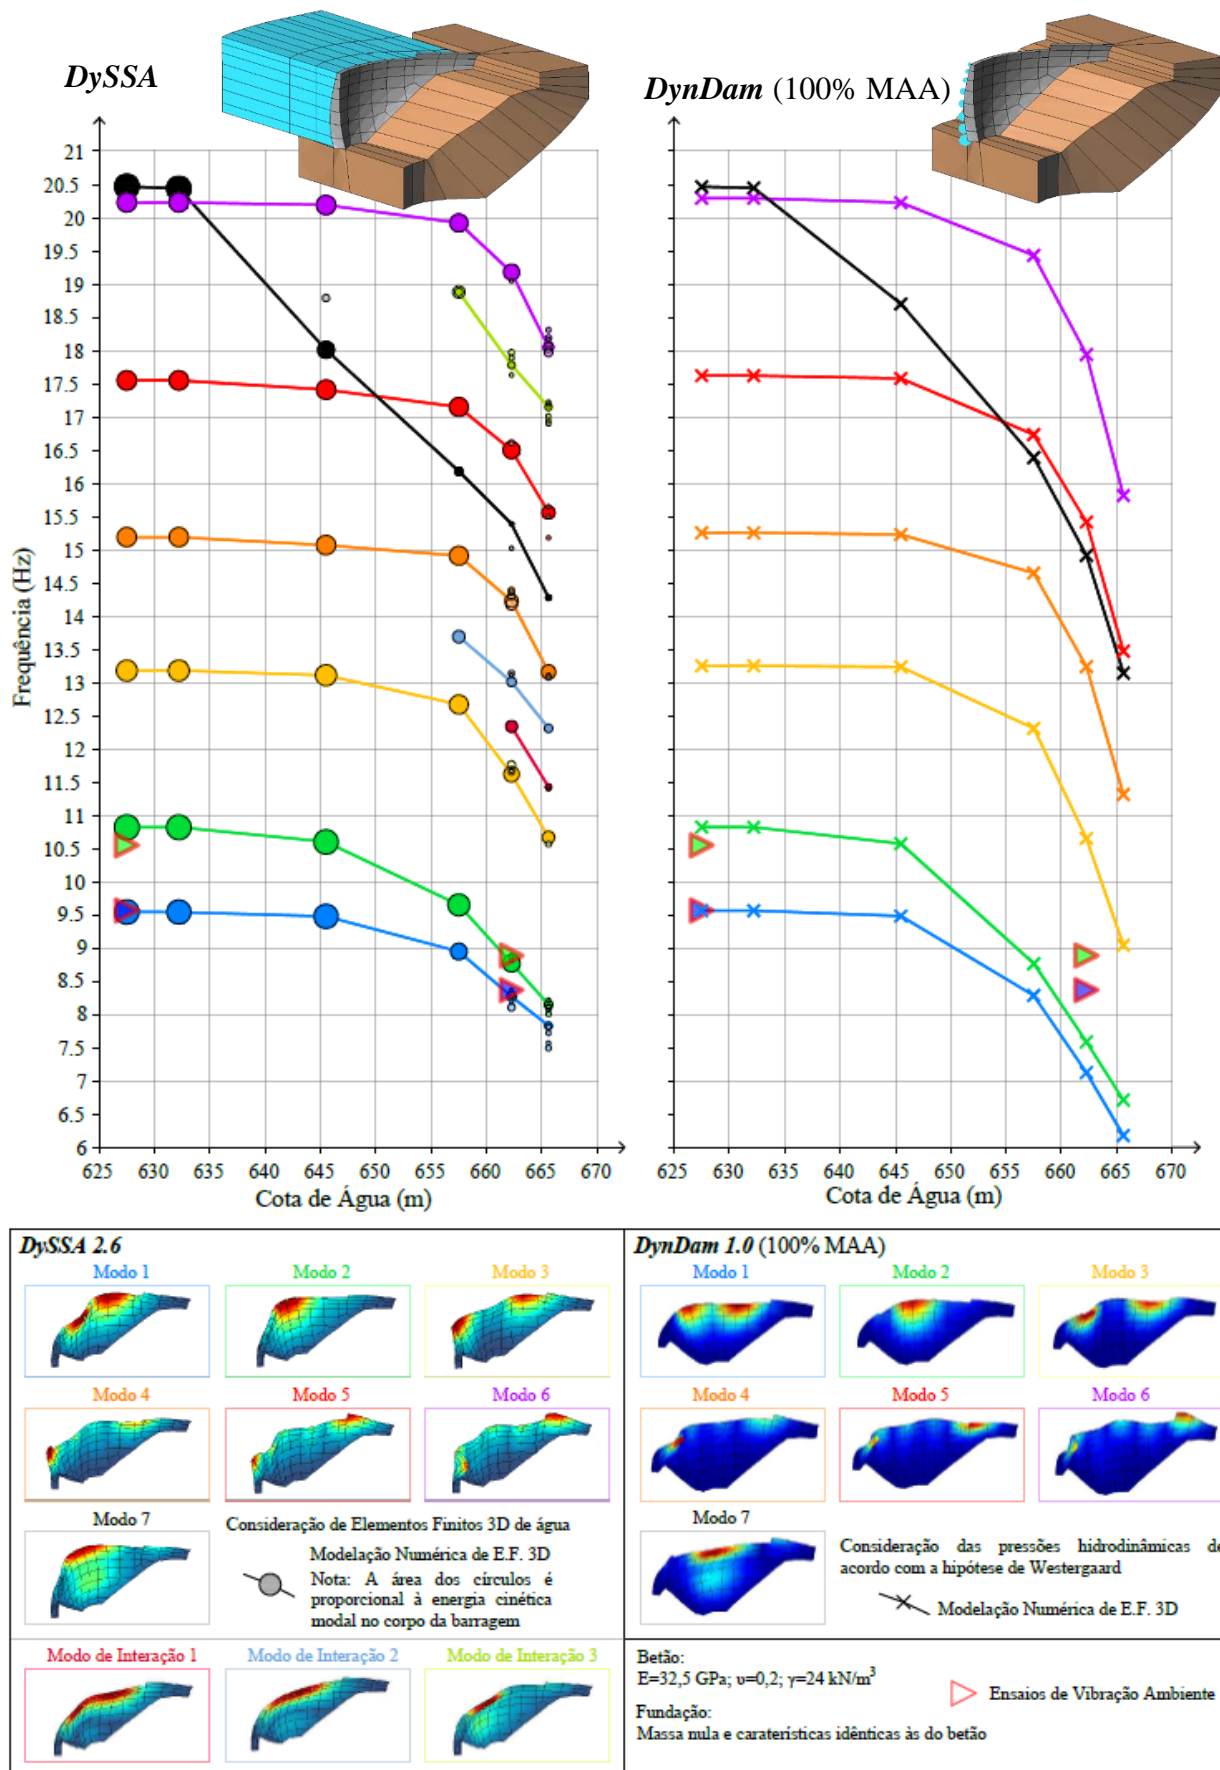 DySSA
DynDam (100% MAA)
21
20.5
20
19.5
19
18.5
18
17.5
17
16.5
16
15.5
15
14.5
14
13.5
13
12.5
12
11.5
11
10.5
10
9.5
9
8.5
8
7.5
7
6.5
6
Frequência (Hz)
625 630 635 640 645 650 655 660 665 670
Cota de Água (m)
625 630 635 640 645 650 655 660 665 670
Cota de Água (m)
DySSA 2.6
Modo 1 Modo 2 Modo 3
Modo 4 Modo 5 Modo 6
Modo 7
Consideração de Elementos Finitos 3D de água
Modelação Numérica de E.F. 3D
Nota: A área dos círculos é
proporcional à energia cinética
modal no corpo da barragem
Modo de Interação 1 Modo de Interação 2 Modo de Interação 3
DynDam 1.0 (100% MAA)
Modo 1 Modo 2 Modo 3
Modo 4 Modo 5 Modo 6
Modo 7
Consideração das pressões hidrodinâmicas de
acordo com a hipótese de Westergaard
Modelação Numérica de E.F. 3D
Betão:
E=32,5 GPa; υ=0,2; γ=24 kN/m³
Fundação:
Massa nula e caraterísticas idênticas às do betão
Ensaios de Vibração Ambiente